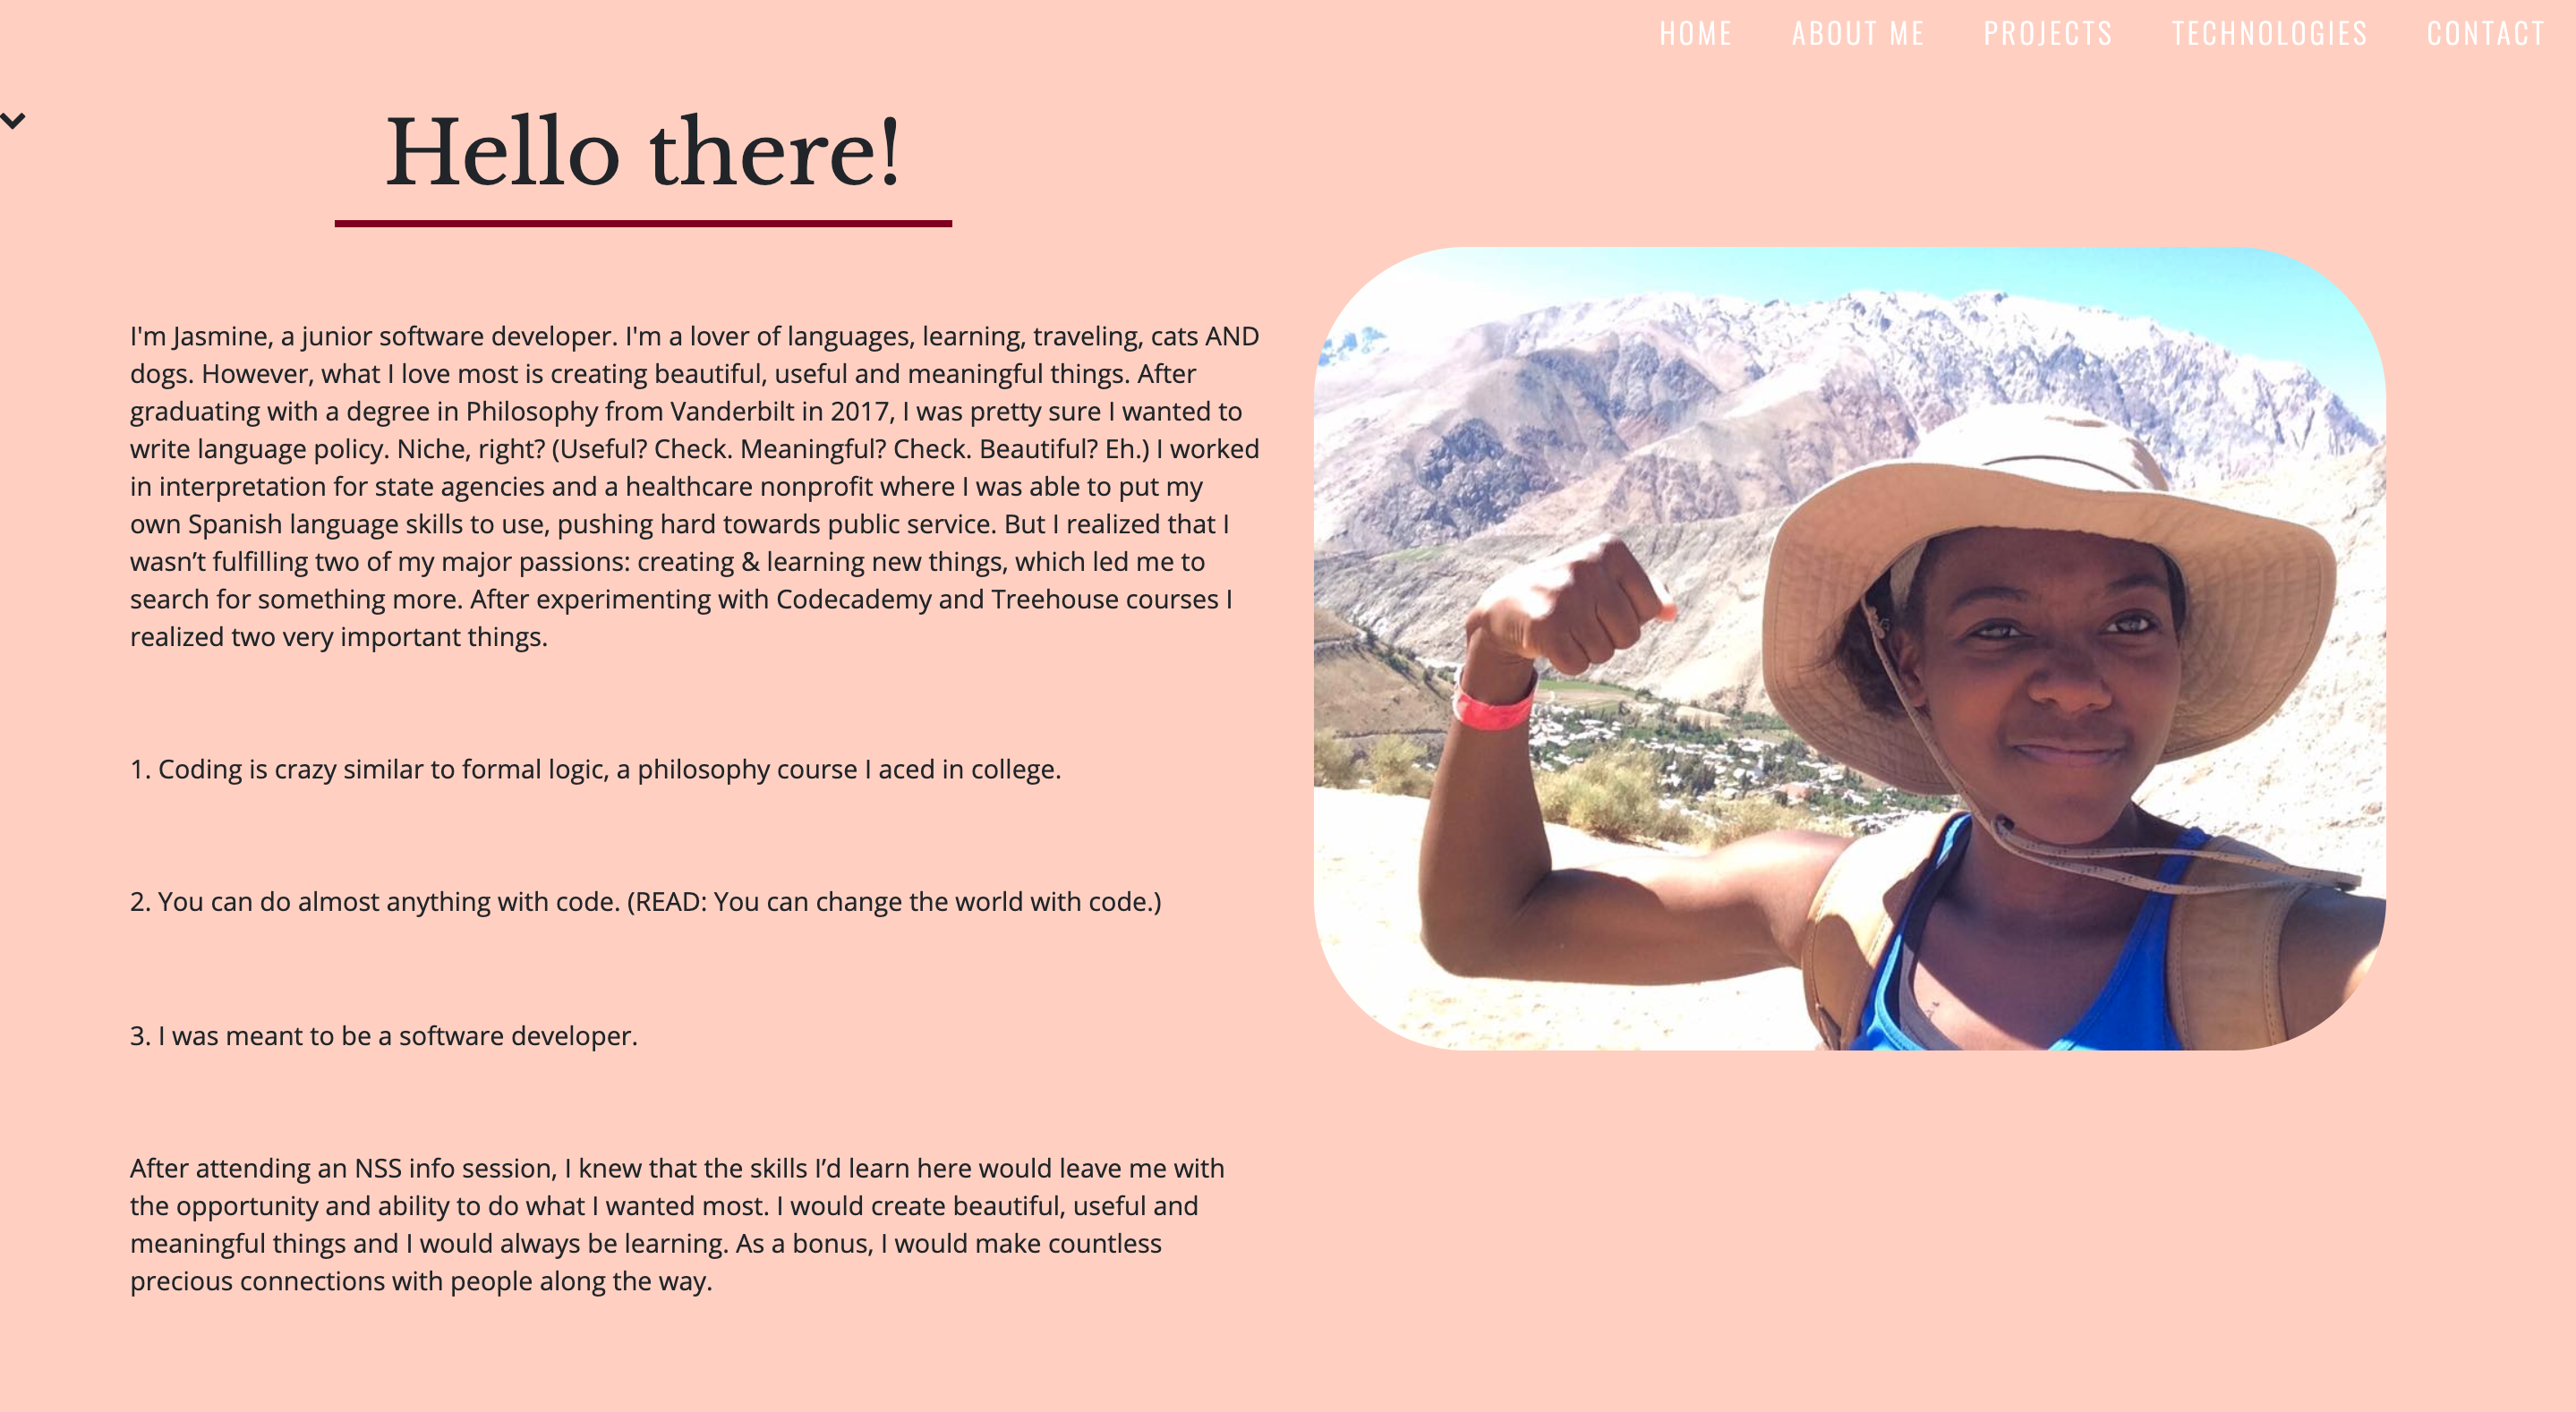 HOME ABOUT ME PROJECTS TECHNOLOGIES CONTACT
Hello there!
I'm Jasmine, a junior software developer. I'm a lover of languages, learning, traveling, cats AND
dogs. However, what I love most is creating beautiful, useful and meaningful things. After
graduating with a degree in Philosophy from Vanderbilt in 2017, I was pretty sure I wanted to
write language policy. Niche, right? (Useful? Check. Meaningful? Check. Beautiful? Eh.) I worked
in interpretation for state agencies and a healthcare nonprofit where I was able to put my
own Spanish language skills to use, pushing hard towards public service. But I realized that I
wasn’t fulfilling two of my major passions: creating & learning new things, which led me to
search for something more. After experimenting with Codecademy and Treehouse courses I
realized two very important things.
1. Coding is crazy similar to formal logic, a philosophy course I aced in college.
2. You can do almost anything with code. (READ: You can change the world with code.)
3. I was meant to be a software developer.
After attending an NSS info session, I knew that the skills I’d learn here would leave me with
the opportunity and ability to do what I wanted most. I would create beautiful, useful and
meaningful things and I would always be learning. As a bonus, I would make countless
precious connections with people along the way.